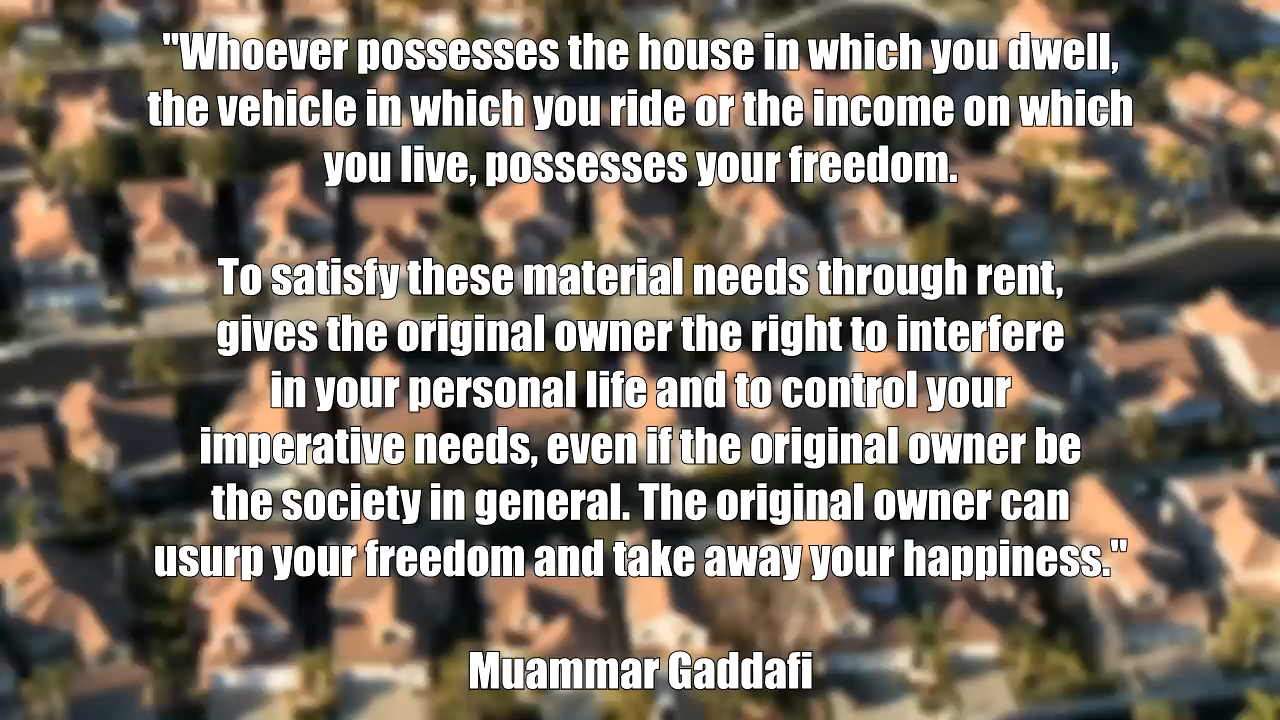 "Whoever possesses the house in which you dwell,
the vehicle in which you ride or the income on which
you live, possesses your freedom.
To satisfy these material needs through rent,
gives the original owner the right to interfere
in your personal life and to control your
imperative needs, even if the original owner be
the society in general. The original owner can
usurp your freedom and take away your happiness."
Muammar Gaddafi